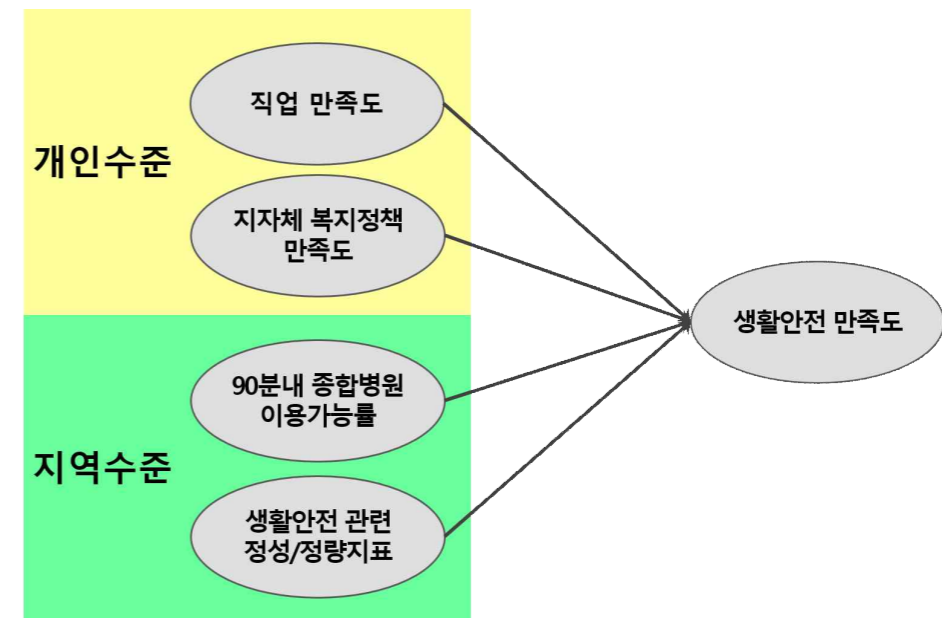 개인수준
직업 만족도
지자체 복지정책
만족도
지역수준
90분내 종합병원
이용가능률
생활안전 관련
정성/정량지표
생활안전 만족도